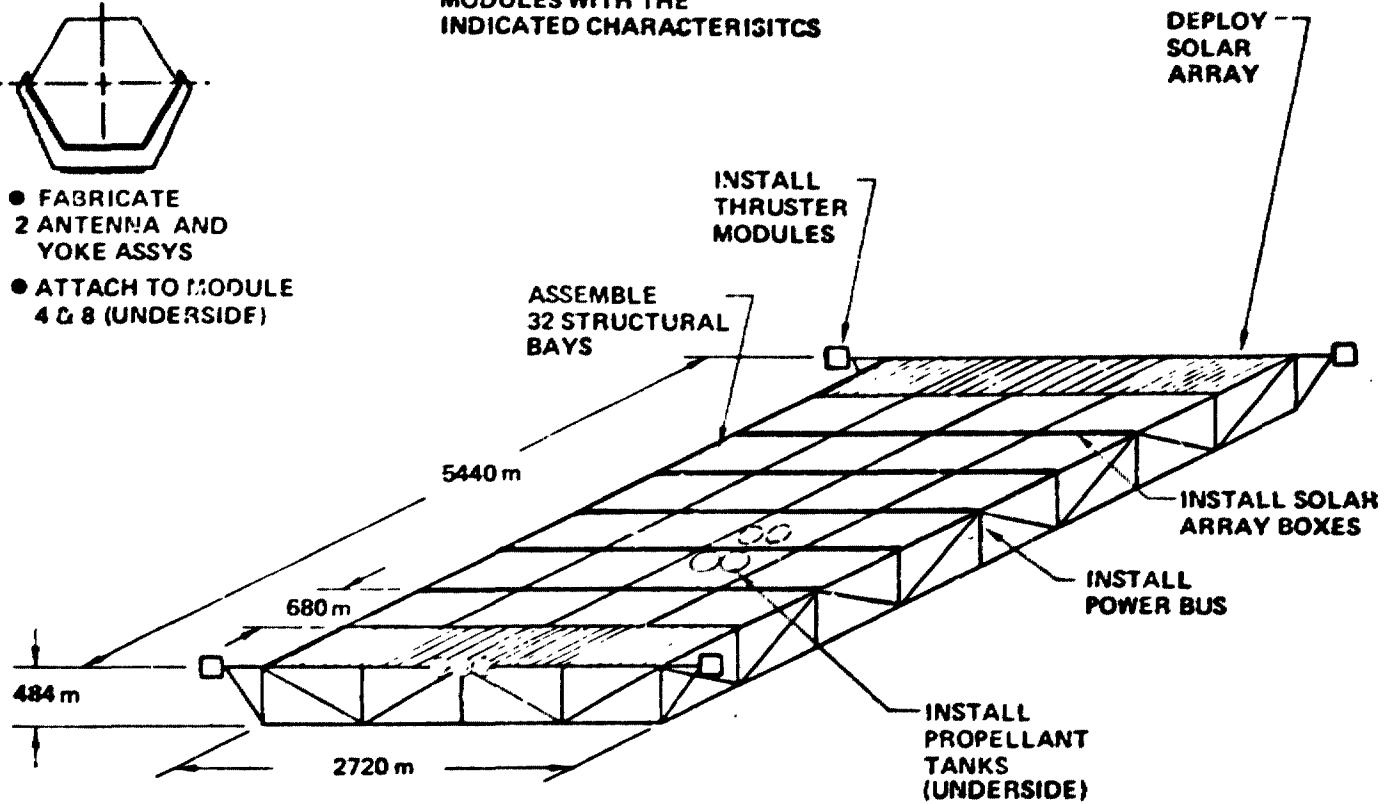 MODULES WITH THE
INDICATED CHARACTERISITCS
DEPLOY
SOLAR
ARRAY
● FABRICATE
2 ANTENNA AND
YOKE ASSYS
● ATTACH TO MODULE
4 & 8 (UNDERSIDE)
INSTALL
THRUSTER
MODULES
ASSEMBLE
32 STRUCTURAL
BAYS
5440 m
INSTALL SOLAR
ARRAY BOXES
INSTALL
POWER BUS
680 m
484 m
2720 m
INSTALL
PROPELLANT
TANKS
(UNDERSIDE)